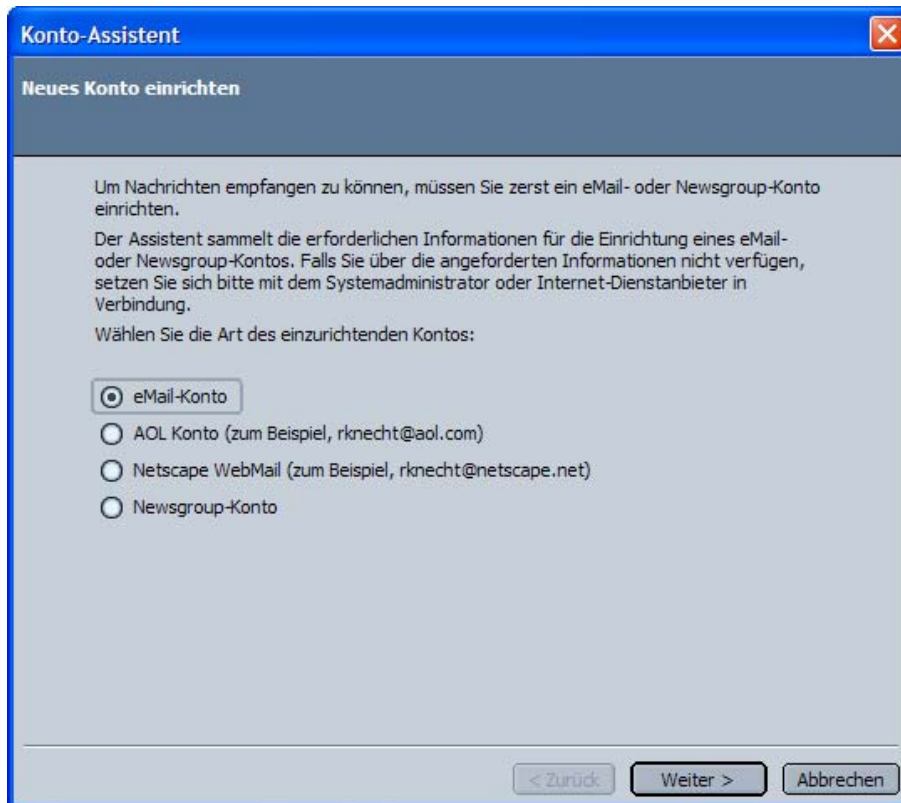 Konto-Assistent
Neues Konto einrichten
Um Nachrichten empfangen zu können, müssen Sie zerst ein eMail- oder Newsgroup-Konto
einrichten.
Der Assistent sammelt die erforderlichen Informationen für die Einrichtung eines eMail-
oder Newsgroup-Kontos. Falls Sie über die angeforderten Informationen nicht verfügen,
setzen Sie sich bitte mit dem Systemadministrator oder Internet-Dienstanbieter in
Verbindung.
Wählen Sie die Art des einzurichtenden Kontos:
eMail-Konto
AOL Konto (zum Beispiel, rknecht@aol.com)
Netscape WebMail (zum Beispiel, rknecht@netscape.net)
Newsgroup-Konto
< Zurück Weiter > Abbrechen